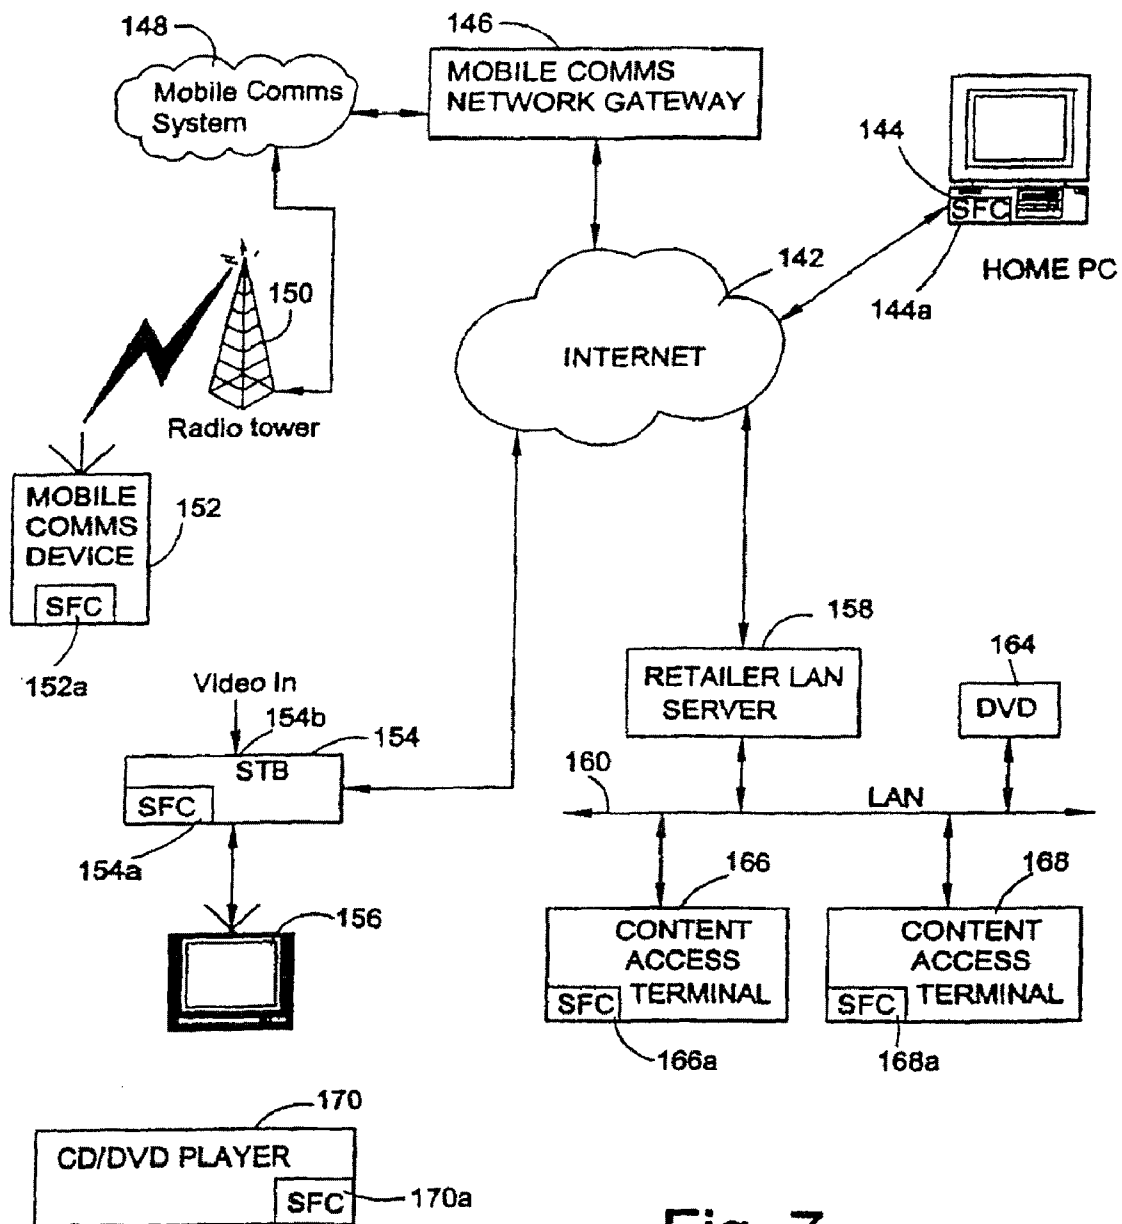 148
146
MOBILE COMMS
NETWORK GATEWAY
Mobile Comms
System
144
SFC
HOME PC
142
144a
150
INTERNET
Radio tower
MOBILE
COMMS
DEVICE
152
SFC
152a
158
164
RETAILER LAN
SERVER
DVD
Video In
154b
154
STB
SFC
154a
160
LAN
156
166
168
CONTENT
ACCESS
TERMINAL
SFC
166a
CONTENT
ACCESS
TERMINAL
SFC
168a
170
CD/DVD PLAYER
SFC
170a